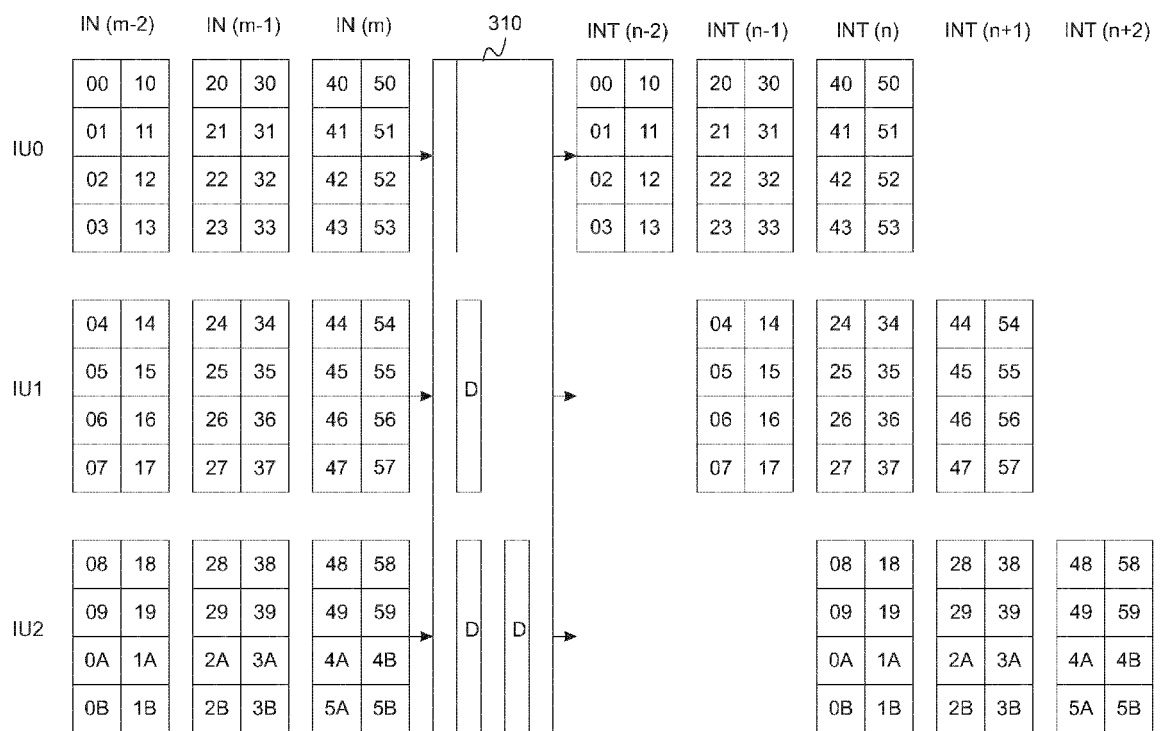 IN (m-2) IN (m-1) IN (m) 310 INT (n-2) INT (n-1) INT (n) INT (n+1) INT (n+2)
00 10 20 30 40 50 00 10 20 30 40 50
01 11 21 31 41 51 01 11 21 31 41 51
IU0
02 12 22 32 42 52 02 12 22 32 42 52
03 13 23 33 43 53 03 13 23 33 43 53
04 14 24 34 44 54 04 14 24 34 44 54
05 15 25 35 45 55 05 15 25 35 45 55
IU1 D
06 16 26 36 46 56 06 16 26 36 46 56
07 17 27 37 47 57 07 17 27 37 47 57
08 18 28 38 48 58 08 18 28 38 48 58
09 19 29 39 49 59 09 19 29 39 49 59
IU2 D D
0A 1A 2A 3A 4A 4B 0A 1A 2A 3A 4A 4B
0B 1B 2B 3B 5A 5B 0B 1B 2B 3B 5A 5B